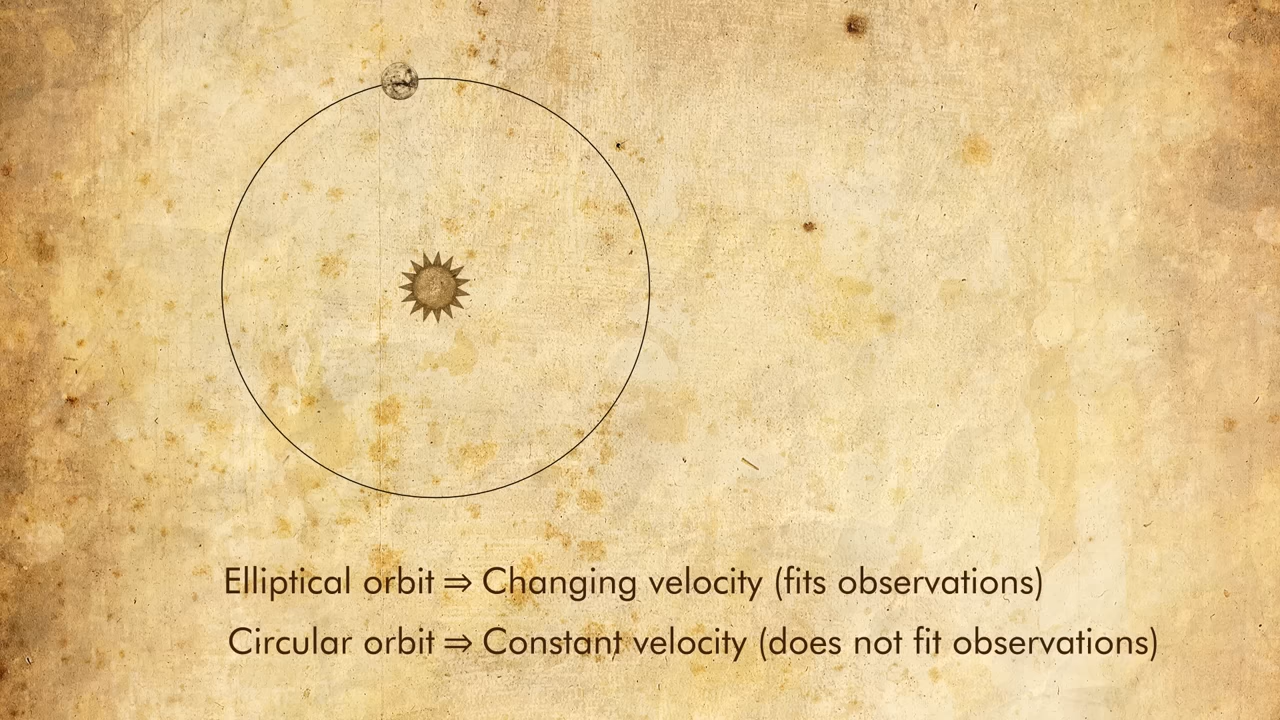 Elliptical orbit ⇒ Changing velocity (fits observations)
Circular orbit ⇒ Constant velocity (does not fit observations)